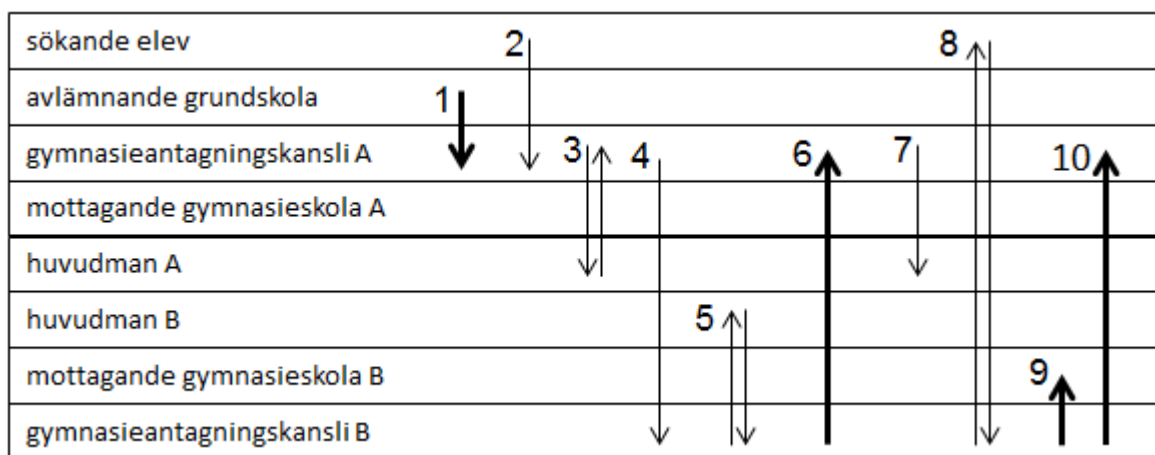 sökande elev 2 8
avlämnande grundskola 1
gymnasieantagningskansli A 3 4 6 7 10
mottagande gymnasieskola A
huvudman A
huvudman B 5
mottagande gymnasieskola B 9
gymnasieantagningskansli B